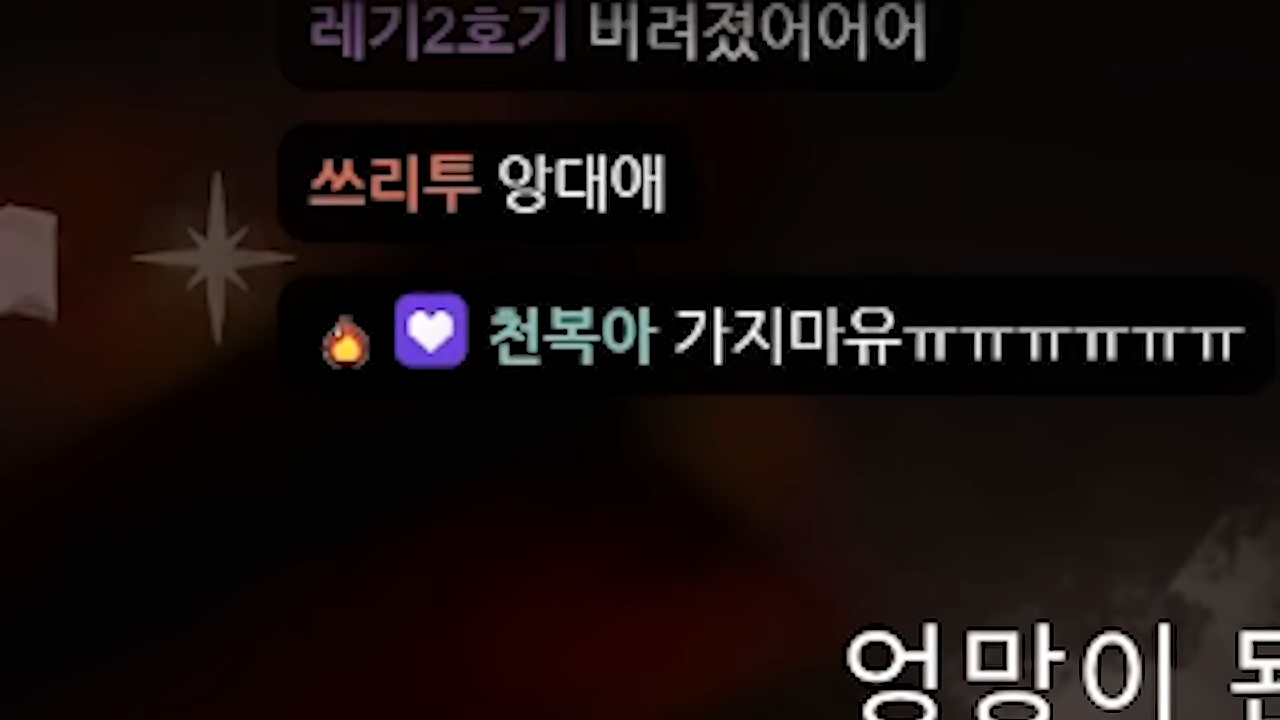 레기2호기 버려졌어어어
쓰리투 앙대애
천복아 가지마유ㅠㅠㅠㅠㅠㅠ
엉망이